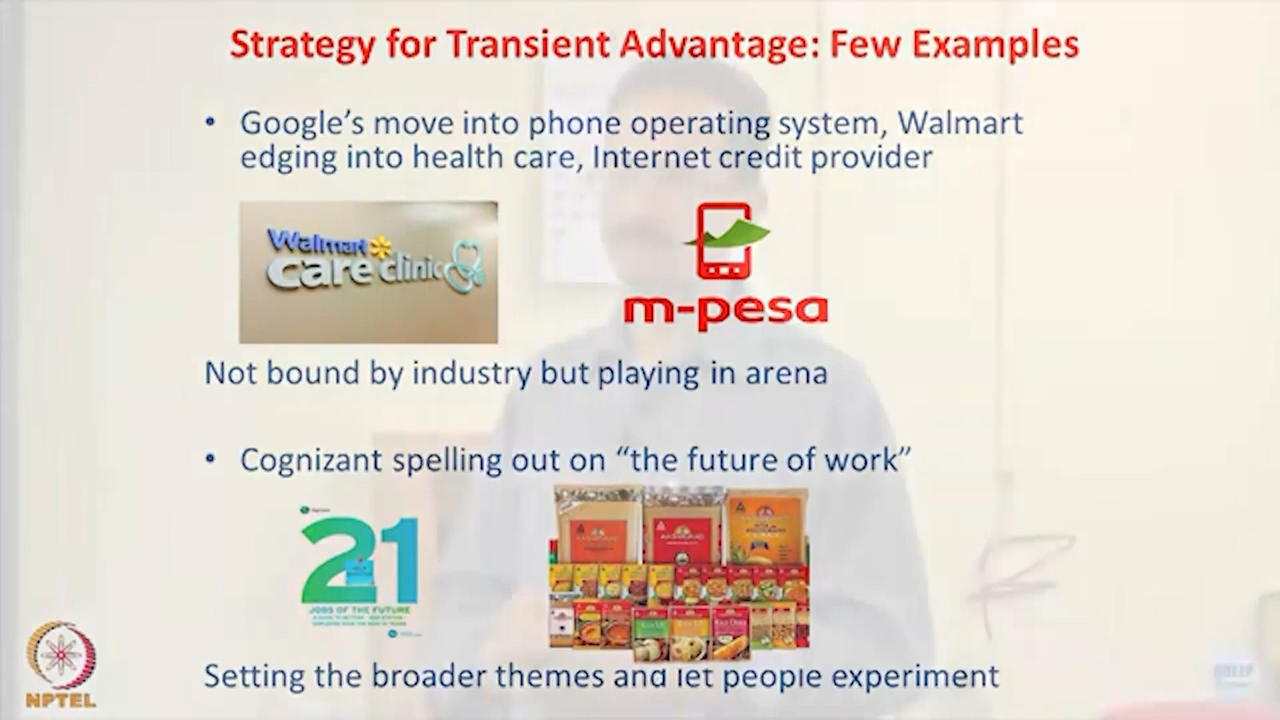 Strategy for Transient Advantage: Few Examples
• Google's move into phone operating system, Walmart
edging into health care, Internet credit provider
Walmart
care clinic
m-pesa
Not bound by industry but playing in arena
• Cognizant spelling out on “the future of work”
21
JOBS OF THE FUTURE
Setting the broader themes and let people experiment
NPTEL